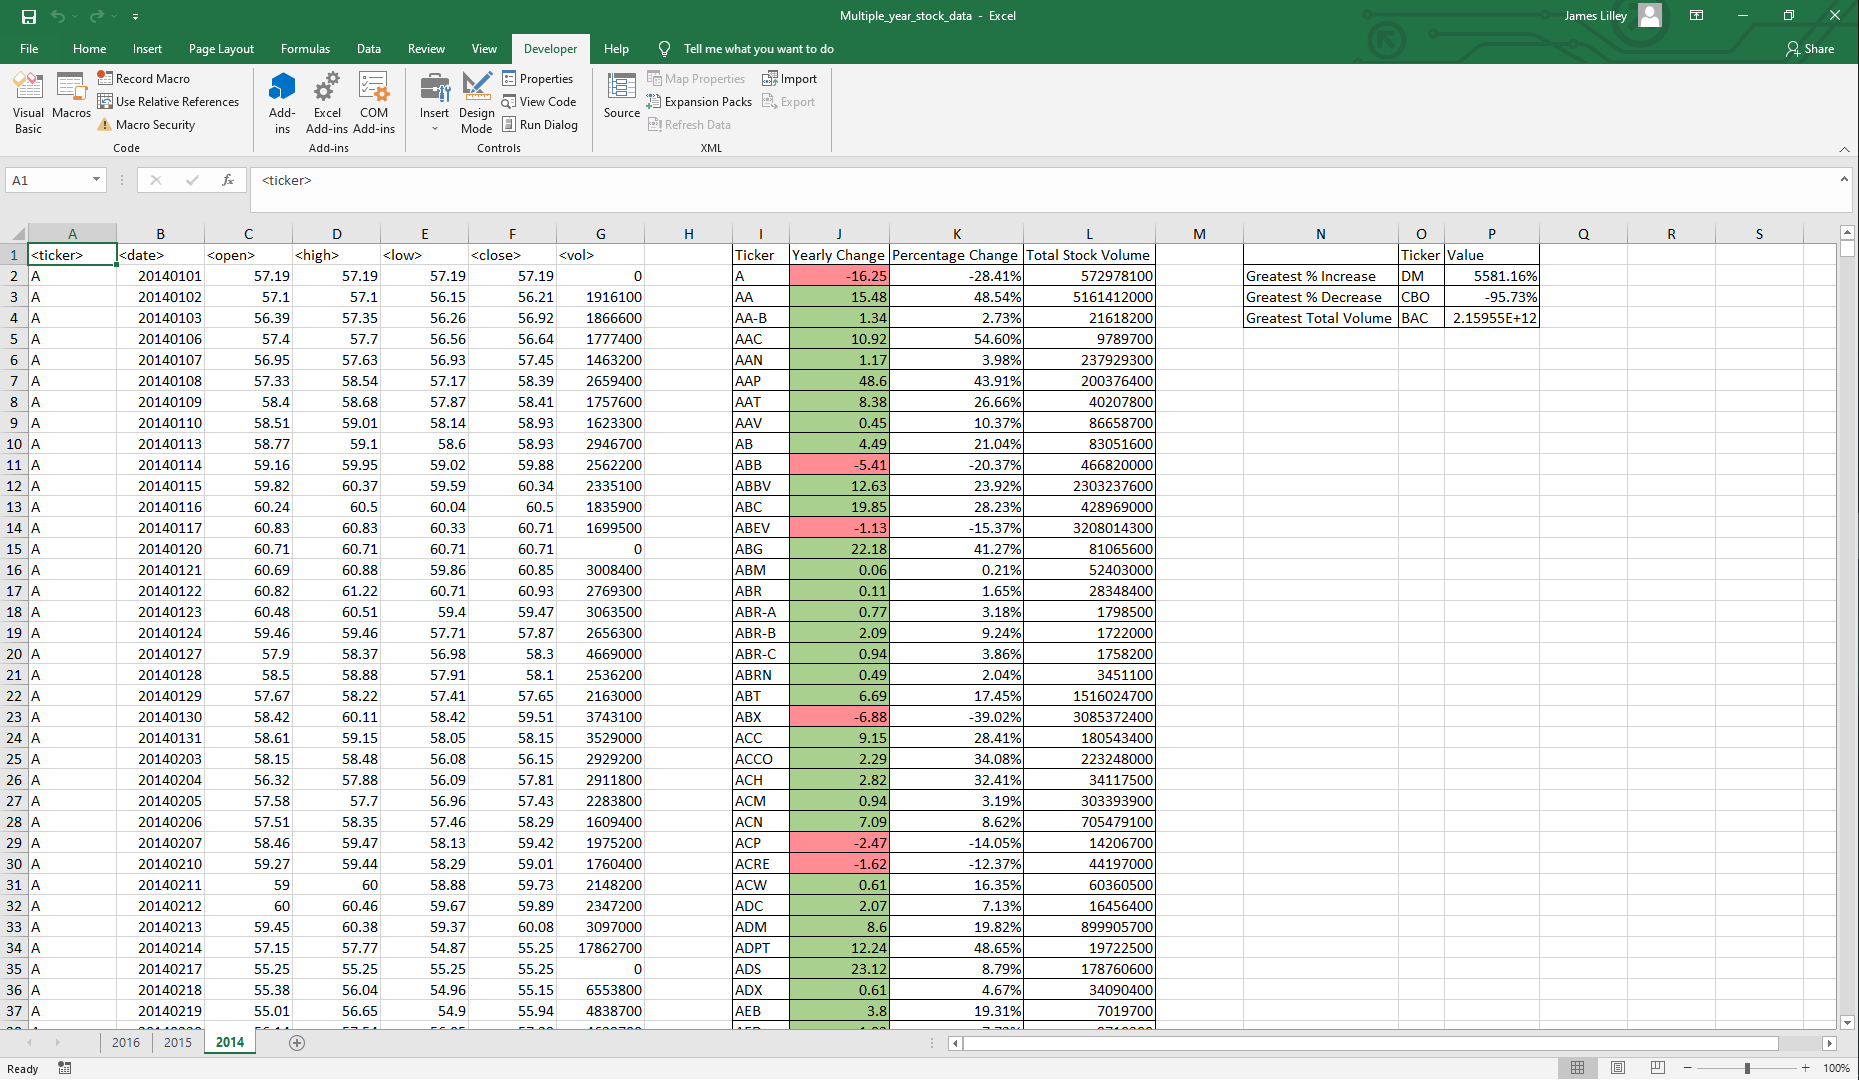 Multiple_year_stock_data - Excel
James Lilley
File Home Insert Page Layout Formulas Data Review View Developer Help Tell me what you want to do Share
Visual Basic
Macros
Record Macro
Use Relative References
Macro Security
Code
Add-ins
Excel Add-ins
COM Add-ins
Add-ins
Insert
Design Mode
Properties
View Code
Run Dialog
Controls
Source
Map Properties
Expansion Packs
Refresh Data
Import
Export
XML
A1 fx <ticker>
A B C D E F G H I J K L M N O P Q R S
1 <ticker> <date> <open> <high> <low> <close> <vol> Ticker Yearly Change Percentage Change Total Stock Volume Ticker Value
2 A 20140101 57.19 57.19 57.19 57.19 0 A -16.25 -28.41% 572978100 Greatest % Increase DM 5581.16%
3 A 20140102 57.1 57.1 56.15 56.21 1916100 AA 15.48 48.54% 5161412000 Greatest % Decrease CBO -95.73%
4 A 20140103 56.39 57.35 56.26 56.92 1866600 AA-B 1.34 2.73% 21618200 Greatest Total Volume BAC 2.15955E+12
5 A 20140106 57.4 57.7 56.56 56.64 1777400 AAC 10.92 54.60% 9789700
6 A 20140107 56.95 57.63 56.93 57.45 1463200 AAN 1.17 3.98% 237929300
7 A 20140108 57.33 58.54 57.17 58.39 2659400 AAP 48.6 43.91% 200376400
8 A 20140109 58.4 58.68 57.87 58.41 1757600 AAT 8.38 26.66% 40207800
9 A 20140110 58.51 59.01 58.14 58.93 1623300 AAV 0.45 10.37% 86658700
10 A 20140113 58.77 59.1 58.6 58.93 2946700 AB 4.49 21.04% 83051600
11 A 20140114 59.16 59.95 59.02 59.88 2562200 ABB -5.41 -20.37% 466820000
12 A 20140115 59.82 60.37 59.59 60.34 2335100 ABBV 12.63 23.92% 2303237600
13 A 20140116 60.24 60.5 60.04 60.5 1835900 ABC 19.85 28.23% 428969000
14 A 20140117 60.83 60.83 60.33 60.71 1699500 ABEV -1.13 -15.37% 3208014300
15 A 20140120 60.71 60.71 60.71 60.71 0 ABG 22.18 41.27% 81065600
16 A 20140121 60.69 60.88 59.86 60.85 3008400 ABM 0.06 0.21% 52403000
17 A 20140122 60.82 61.22 60.71 60.93 2769300 ABR 0.11 1.65% 28348400
18 A 20140123 60.48 60.51 59.4 59.47 3063500 ABR-A 0.77 3.18% 1798500
19 A 20140124 59.46 59.46 57.71 57.87 2656300 ABR-B 2.09 9.24% 1722000
20 A 20140127 57.9 58.37 56.98 58.3 4669000 ABR-C 0.94 3.86% 1758200
21 A 20140128 58.5 58.88 57.91 58.1 2536200 ABRN 0.49 2.04% 3451100
22 A 20140129 57.67 58.22 57.41 57.65 2163000 ABT 6.69 17.45% 1516024700
23 A 20140130 58.42 60.11 58.42 59.51 3743100 ABX -6.88 -39.02% 3085372400
24 A 20140131 58.61 59.15 58.05 58.15 3529000 ACC 9.15 28.41% 180543400
25 A 20140203 58.15 58.48 56.08 56.15 2929200 ACCO 2.29 34.08% 223248000
26 A 20140204 56.32 57.88 56.09 57.81 2911800 ACH 2.82 32.41% 34117500
27 A 20140205 57.58 57.7 56.96 57.43 2283800 ACM 0.94 3.19% 303393900
28 A 20140206 57.51 58.35 57.46 58.29 1609400 ACN 7.09 8.62% 705479100
29 A 20140207 58.46 59.47 58.13 59.42 1975200 ACP -2.47 -14.05% 14206700
30 A 20140210 59.27 59.44 58.29 59.01 1760400 ACRE -1.62 -12.37% 44197000
31 A 20140211 59 60 58.88 59.73 2148200 ACW 0.61 16.35% 60360500
32 A 20140212 60 60.46 59.67 59.89 2347200 ADC 2.07 7.13% 16456400
33 A 20140213 59.45 60.38 59.37 60.08 3097000 ADM 8.6 19.82% 899905700
34 A 20140214 57.15 57.77 54.87 55.25 17862700 ADPT 12.24 48.65% 19722500
35 A 20140217 55.25 55.25 55.25 55.25 0 ADS 23.12 8.79% 178760600
36 A 20140218 55.38 56.04 54.96 55.15 6553800 ADX 0.61 4.67% 34090400
37 A 20140219 55.01 56.65 54.9 55.94 4838700 AEB 3.8 19.31% 7019700
2016 2015 2014
Ready 100%